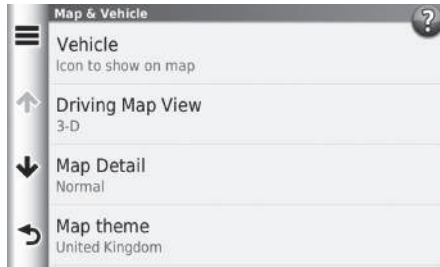 Map & Vehicle
?
Vehicle
Icon to show on map
Driving Map View
3-D
Map Detail
Normal
Map theme
United Kingdom